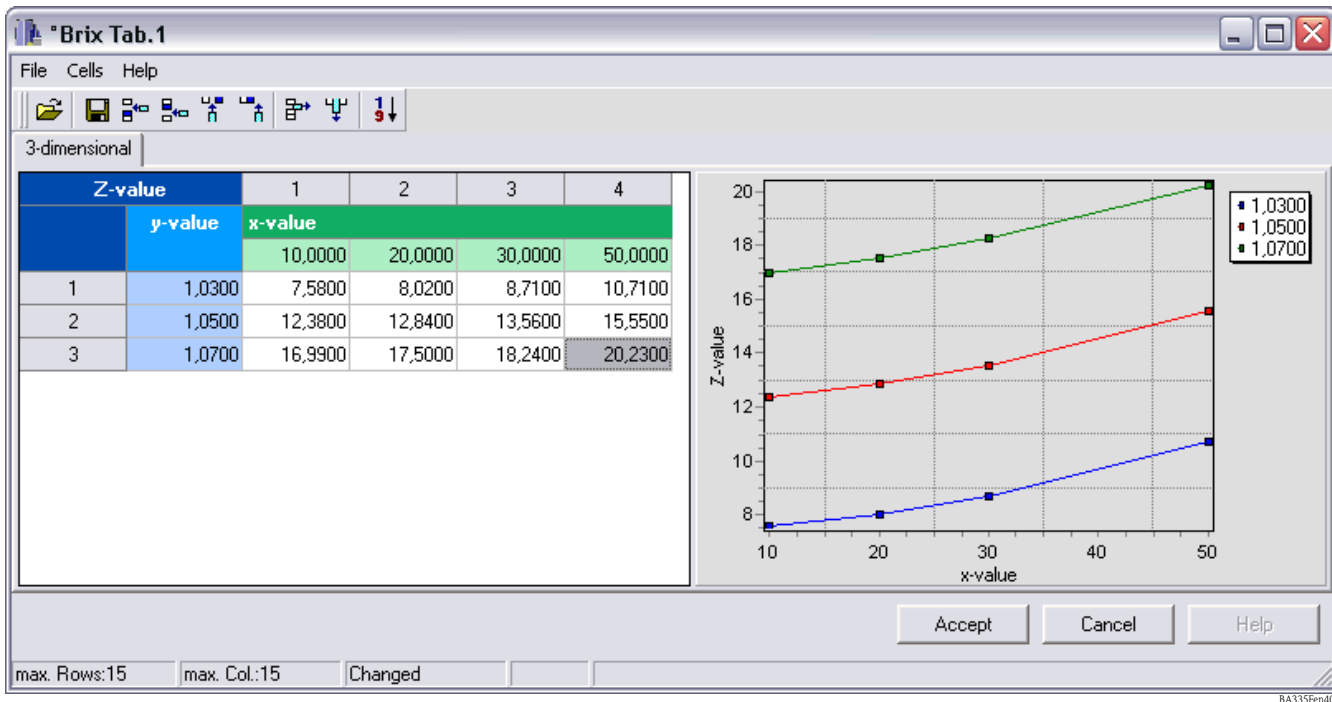 °Brix Tab.1
File Cells Help
3-dimensional
Z-value 1 2 3 4
y-value x-value
10,0000 20,0000 30,0000 50,0000
1 1,0300 7,5800 8,0200 8,7100 10,7100
2 1,0500 12,3800 12,8400 13,5600 15,5500
3 1,0700 16,9900 17,5000 18,2400 20,2300
20
18
16
14
12
10
8
Z-value
10 20 30 40 50
x-value
1,0300
1,0500
1,0700
Accept Cancel Help
max. Rows:15 max. Col.:15 Changed
BA335Fen40